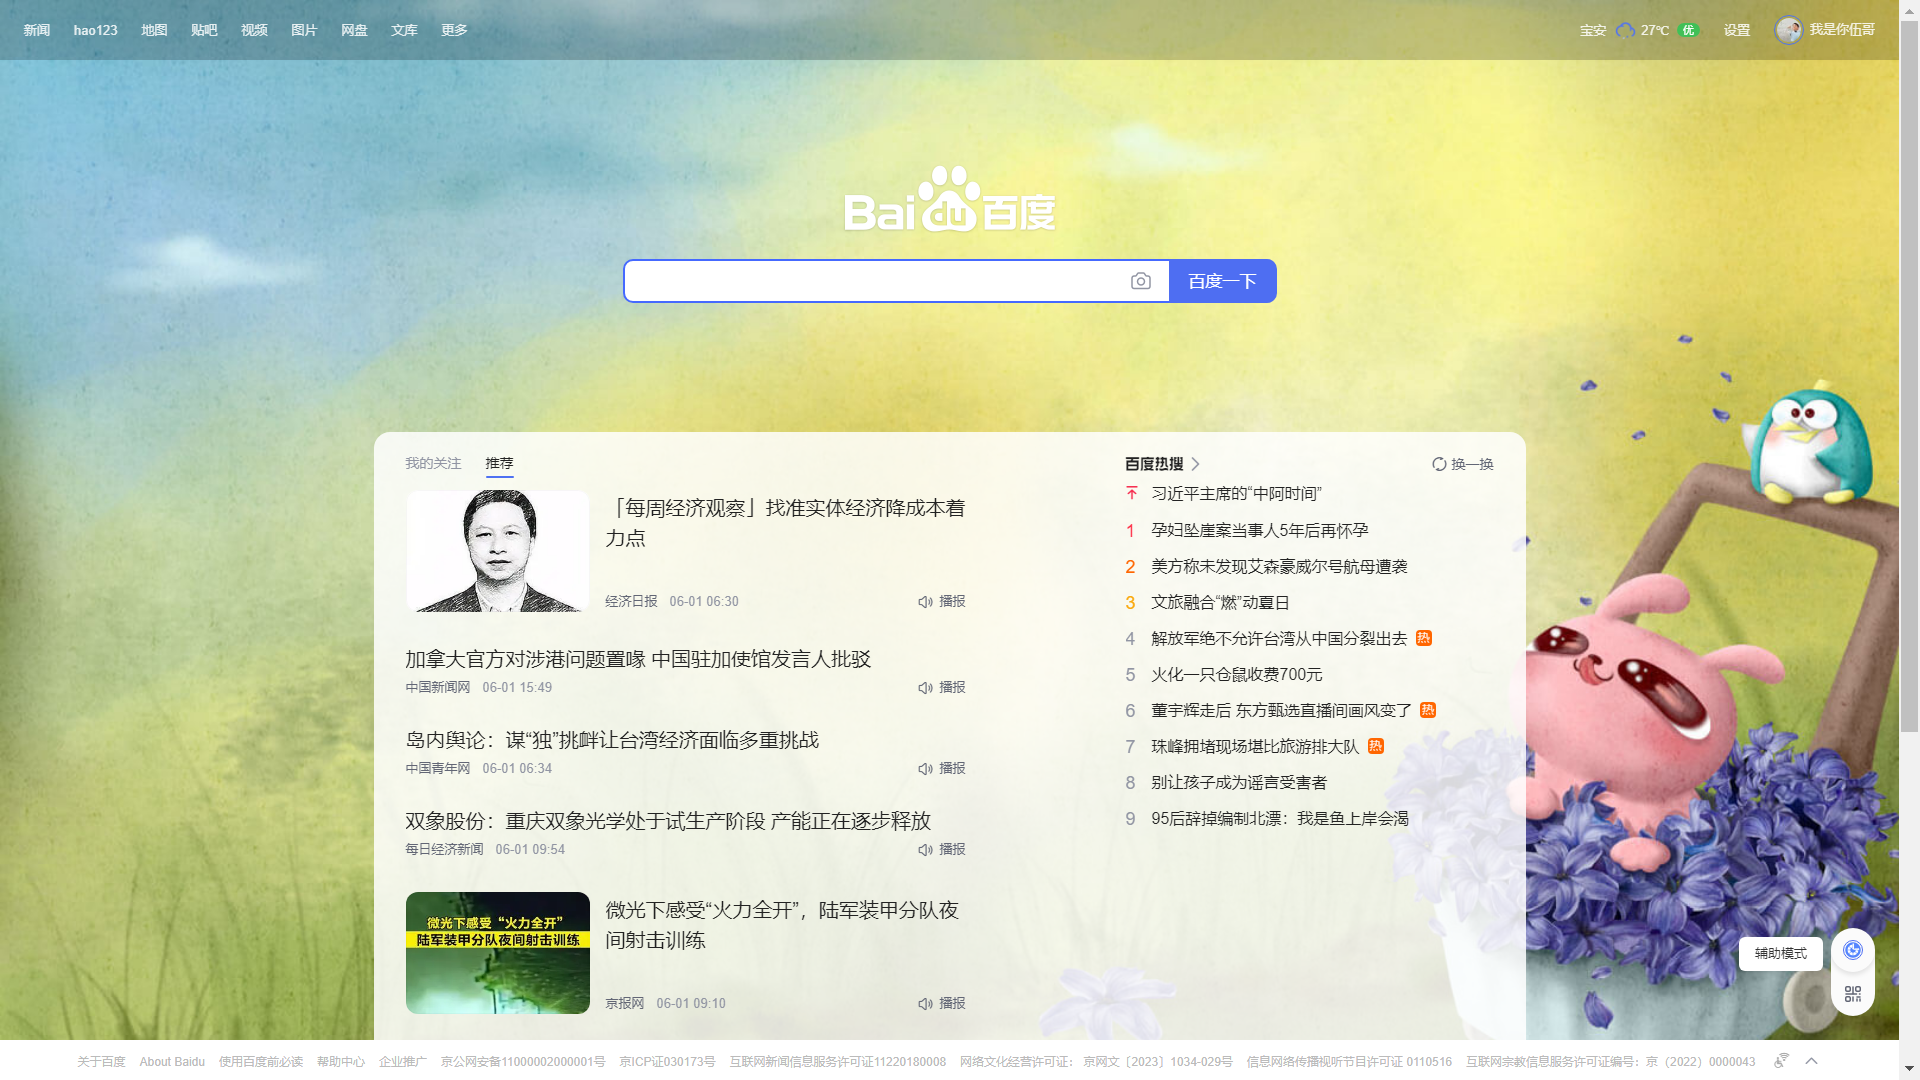 新闻
hao123
地图
贴吧
视频
图片
网盘
文库
更多
宝安 27℃ 优
设置
我是你伍哥
Bai du 百度
百度一下
我的关注
推荐
「每周经济观察」找准实体经济降成本着
力点
经济日报 06-01 06:30
播报
加拿大官方对涉港问题置喙 中国驻加使馆发言人批驳
中国新闻网 06-01 15:49
播报
岛内舆论：谋“独”挑衅让台湾经济面临多重挑战
中国青年网 06-01 06:34
播报
双象股份：重庆双象光学处于试生产阶段 产能正在逐步释放
每日经济新闻 06-01 09:54
播报
微光下感受“火力全开”
陆军装甲分队夜间射击训练
微光下感受“火力全开”，陆军装甲分队夜
间射击训练
京报网 06-01 09:10
播报
百度热搜
换一换
习近平主席的“中阿时间”
1 孕妇坠崖案当事人5年后再怀孕
2 美方称未发现艾森豪威尔号航母遭袭
3 文旅融合“燃”动夏日
4 解放军绝不允许台湾从中国分裂出去 热
5 火化一只仓鼠收费700元
6 董宇辉走后 东方甄选直播间画风变了 热
7 珠峰拥堵现场堪比旅游排大队 热
8 别让孩子成为谣言受害者
9 95后辞掉编制北漂：我是鱼上岸会渴
辅助模式
关于百度 About Baidu 使用百度前必读 帮助中心 企业推广 京公网安备11000002000001号 京ICP证030173号 互联网新闻信息服务许可证11220180008 网络文化经营许可证： 京网文〔2023〕1034-029号 信息网络传播视听节目许可证 0110516 互联网宗教信息服务许可证编号：京（2022）0000043